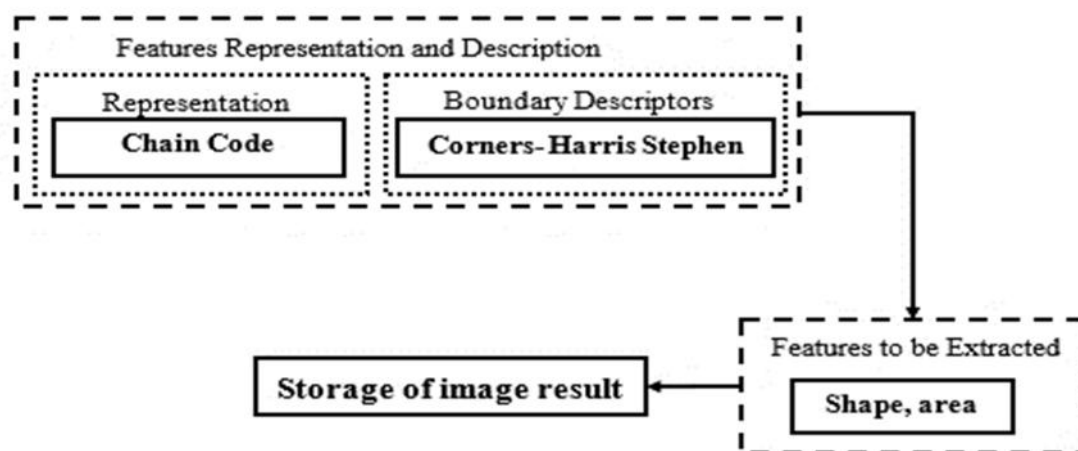 Features Representation and Description
Representation
Chain Code
Boundary Descriptors
Corners-Harris Stephen
Features to be Extracted
Shape, area
Storage of image result